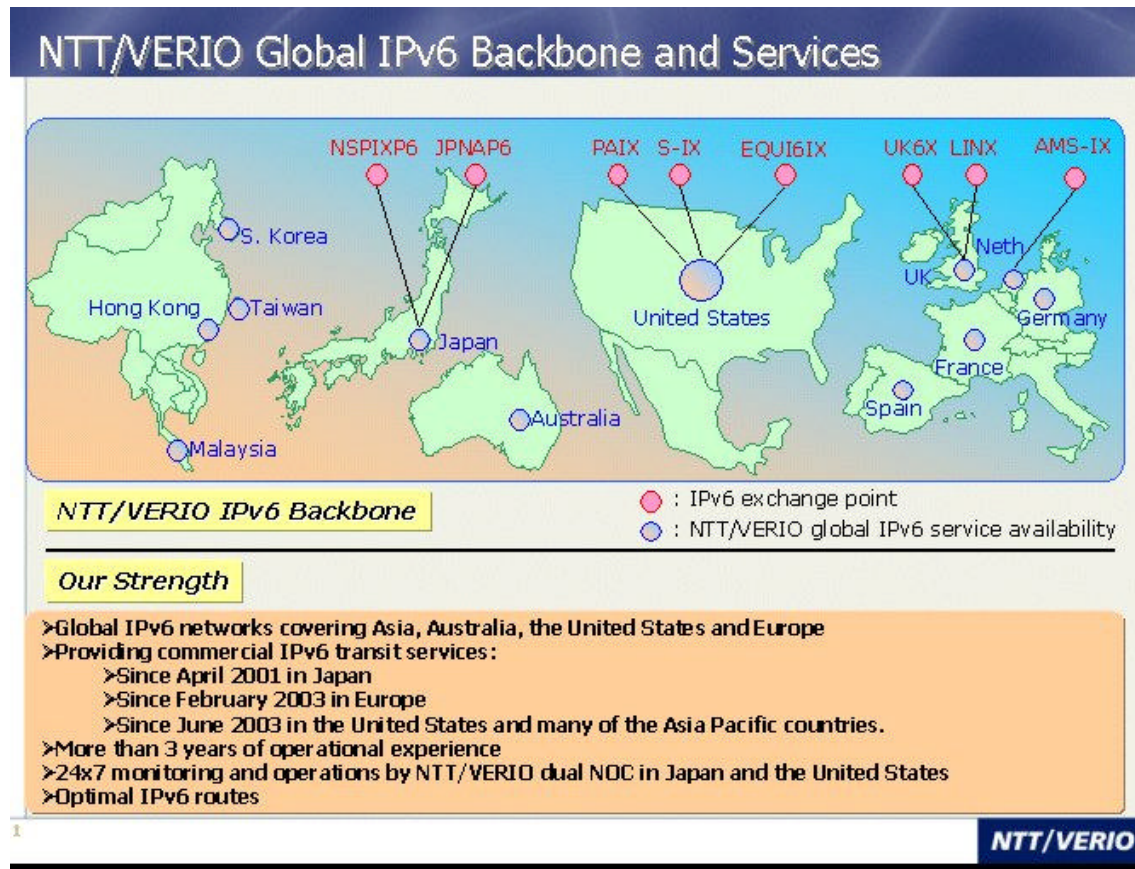 NTT/VERIO Global IPv6 Backbone and Services
NSPIXP6 JPNAP6 PAIX S-IX EQUI6IX UK6X LINX AMS-IX
S. Korea
Neth
UK
Hong Kong
Taiwan
United States
Germany
Japan
France
Spain
Australia
Malaysia
NTT/VERIO IPv6 Backbone
: IPv6 exchange point
: NTT/VERIO global IPv6 service availability
Our Strength
➢Global IPv6 networks covering Asia, Australia, the United States and Europe
➢Providing commercial IPv6 transit services:
➢Since April 2001 in Japan
➢Since February 2003 in Europe
➢Since June 2003 in the United States and many of the Asia Pacific countries.
➢More than 3 years of operational experience
➢24x7 monitoring and operations by NTT/VERIO dual NOC in Japan and the United States
➢Optimal IPv6 routes
1
NTT/VERIO